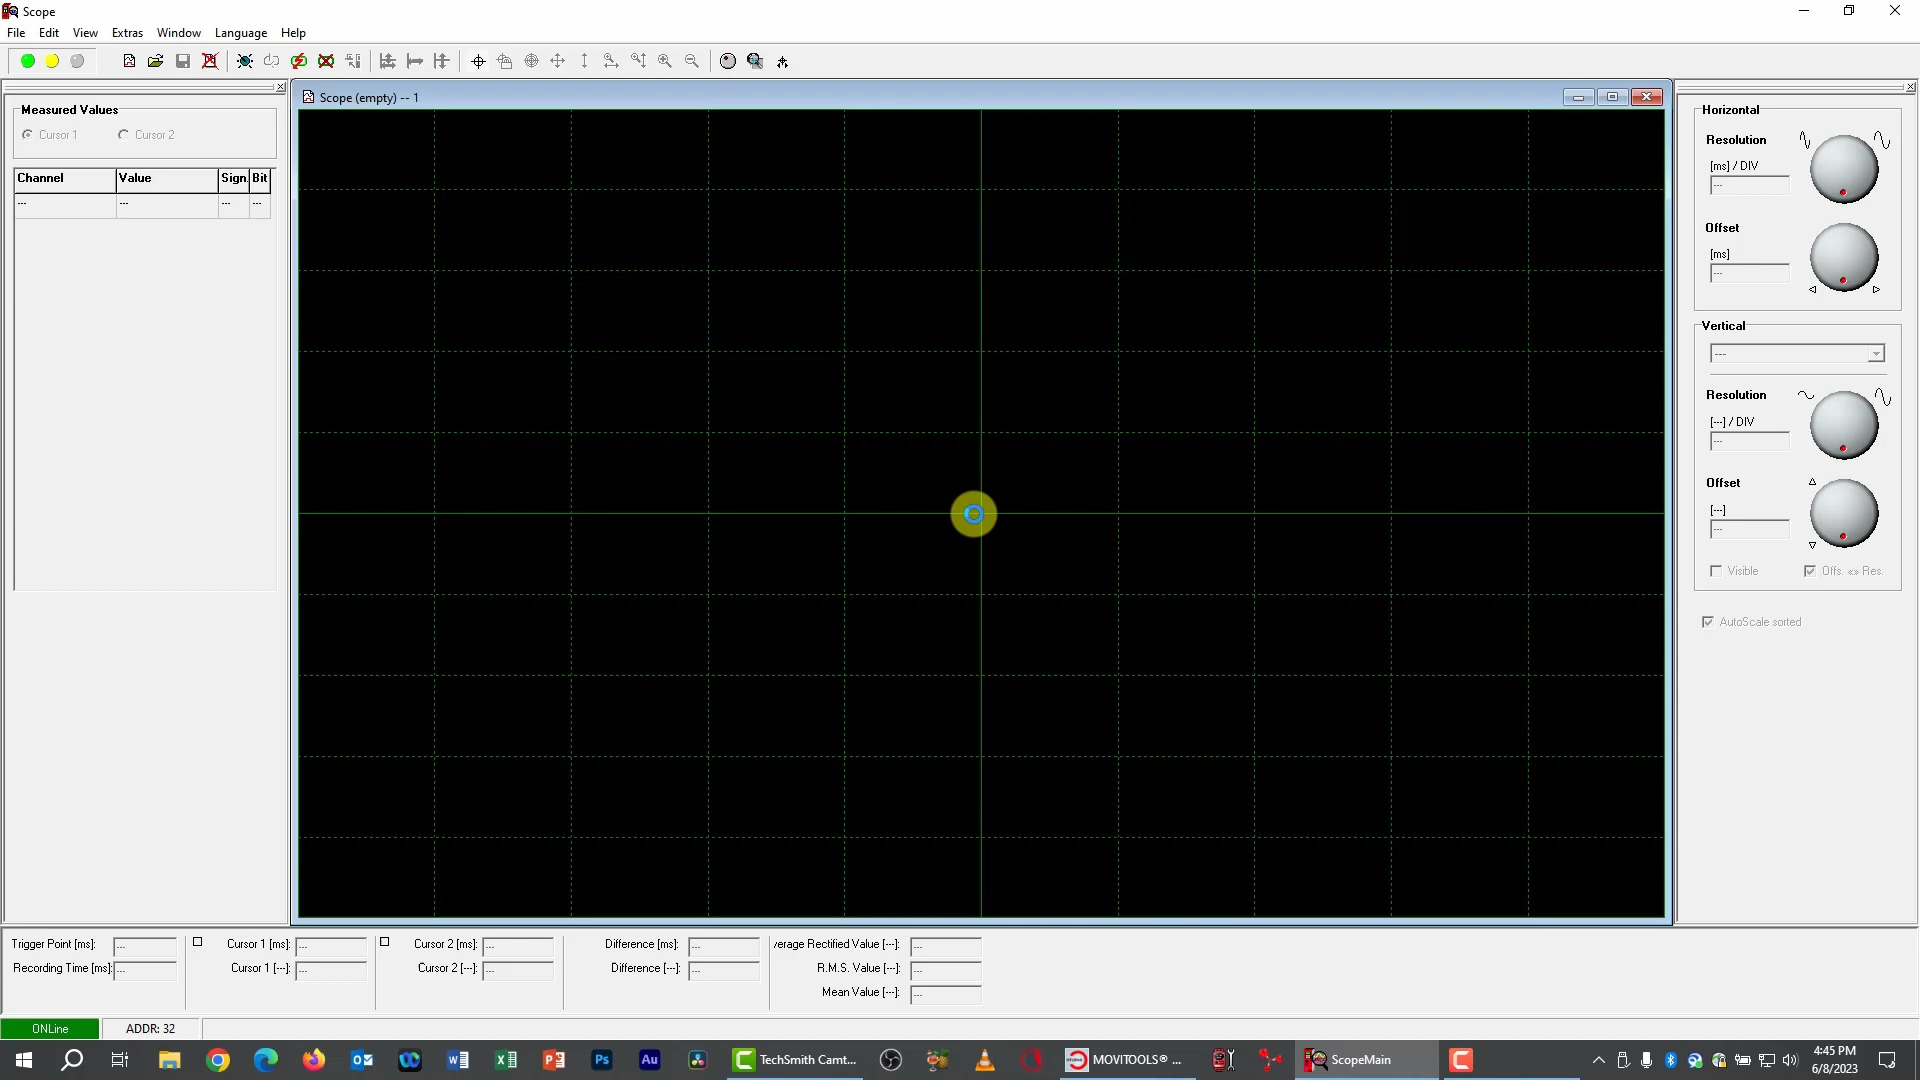 Scope
File Edit View Extras Window Language Help
Measured Values
Cursor 1 Cursor 2
Channel Value Sign. Bit
--- --- --- ---
Scope (empty) -- 1
Horizontal
Resolution
[ms] / DIV
---
Offset
[ms]
---
Vertical
---
Resolution
[---] / DIV
---
Offset
[---]
---
Visible Offs. <> Res.
AutoScale sorted
Trigger Point [ms]: --- Cursor 1 [ms]: --- Cursor 2 [ms]: --- Difference [ms]: --- verage Rectified Value [---]: ---
Recording Time [ms]: --- Cursor 1 [---]: --- Cursor 2 [---]: --- Difference [---]: --- R.M.S. Value [---]: ---
Mean Value [---]: ---
ONLine ADDR: 32
TechSmith Camt... MOVITOOLS® ... ScopeMain
4:45 PM
6/8/2023